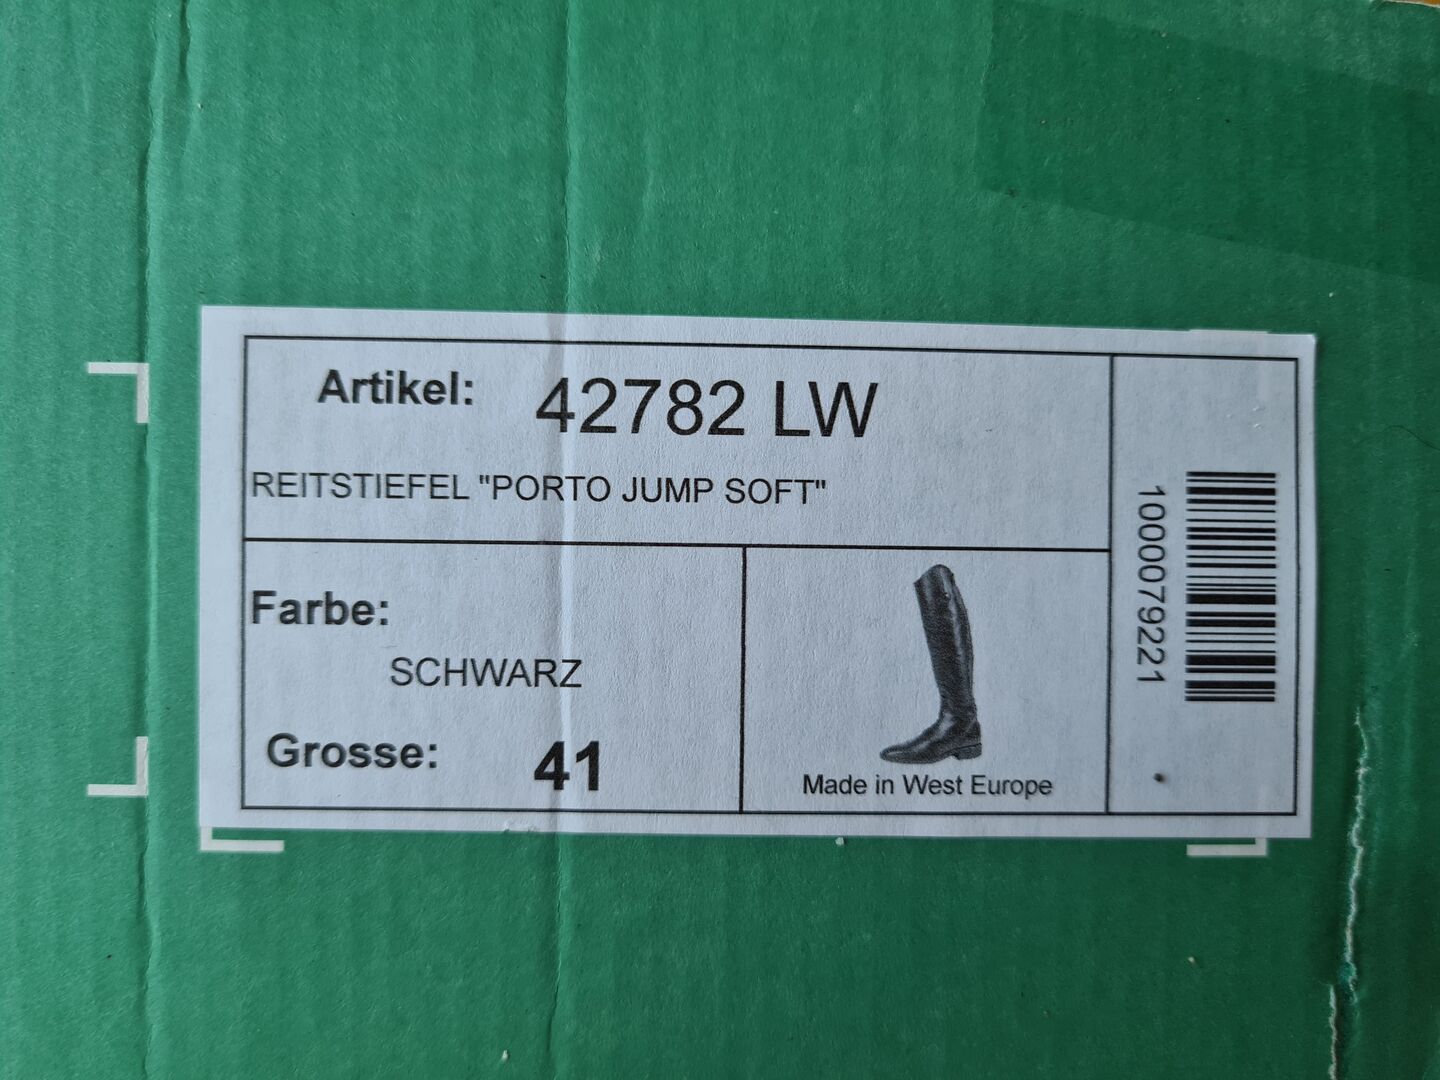 Artikel: 42782 LW
REITSTIEFEL "PORTO JUMP SOFT"
Farbe:
SCHWARZ
Grosse: 41
Made in West Europe
1000079221